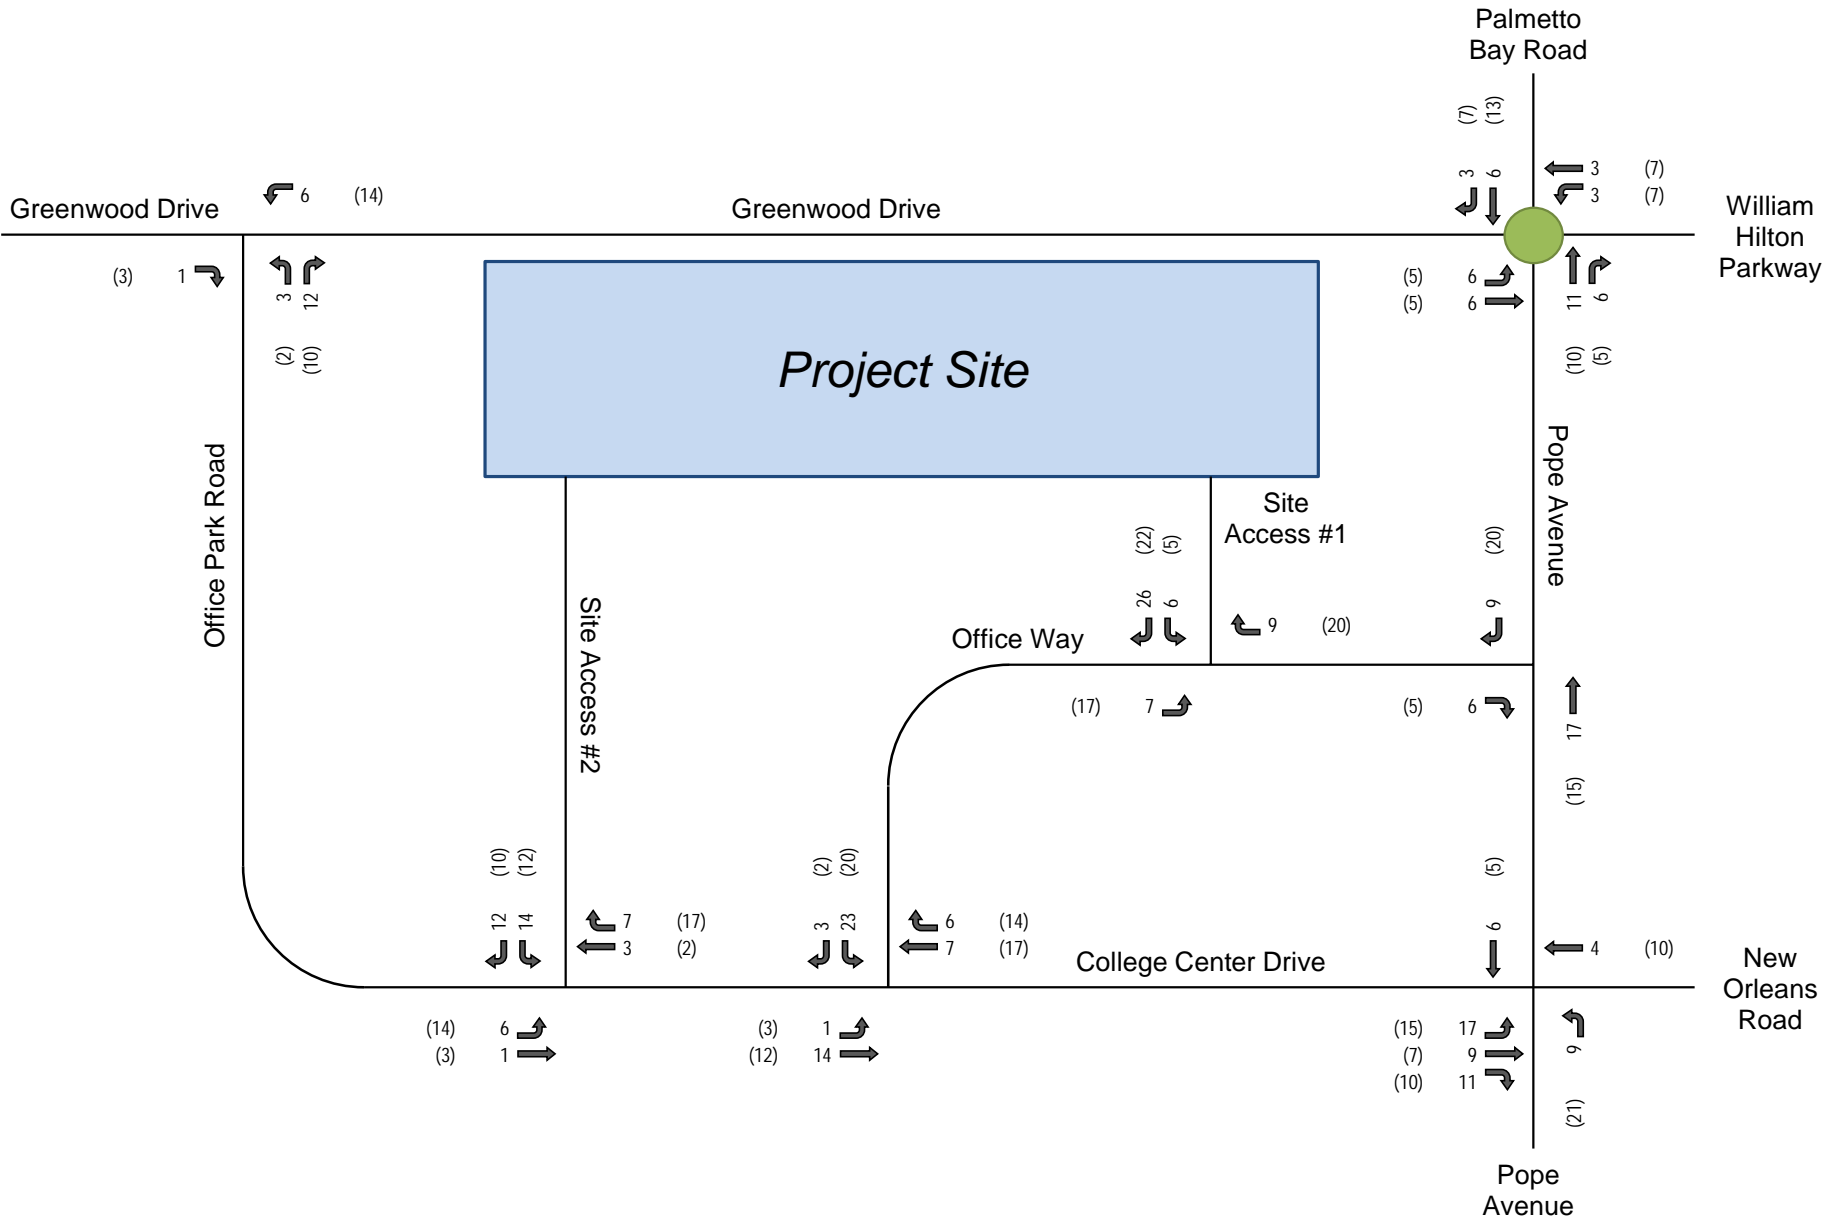 Palmetto
Bay Road
(7) (13)
3 6
3 (7)
3 (7)
6 (14)
Greenwood Drive
Greenwood Drive
William
Hilton
Parkway
(3) 1
3 12
(2) (10)
(5) 6
(5) 6
11 6
(10) (5)
Project Site
Office Park Road
Pope Avenue
Site
Access #1
(22) (5)
26 6
(20)
9
9 (20)
Office Way
Site Access #2
(17) 7
(5) 6
17
(15)
(10) (12)
12 14
7 (17)
3 (2)
(2) (20)
3 23
6 (14)
7 (17)
(5)
6
4 (10)
College Center Drive
New
Orleans
Road
(14) 6
(3) 1
(3) 1
(12) 14
(15) 17
(7) 9
(10) 11
9
(21)
Pope
Avenue